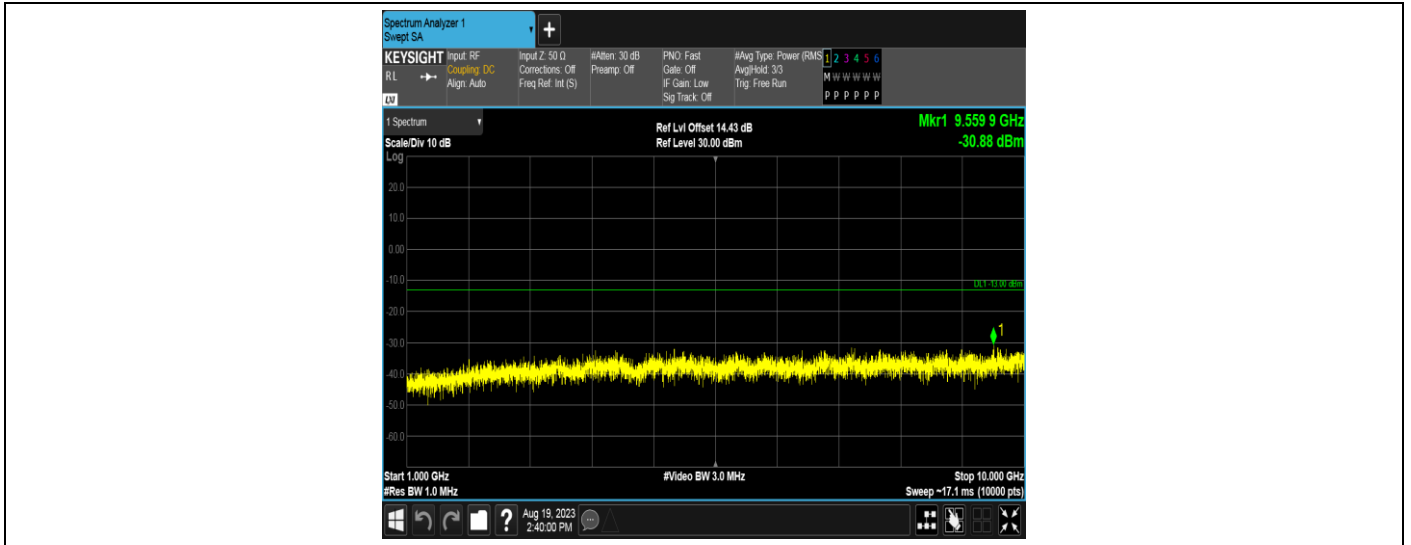 Spectrum Analyzer 1
Swept SA
+
KEYSIGHT Input: RF Input Z: 50 Ω #Atten: 30 dB PNO: Fast #Avg Type: Power (RMS 1 2 3 4 5 6
RL Coupling: DC Corrections: Off Preamp: Off Gate: Off Avg|Hold: 3/3 M W W W W W
Align: Auto Freq Ref: Int (S) IF Gain: Low Trig: Free Run P P P P P P
LXI Sig Track: Off
1 Spectrum Ref Lvl Offset 14.43 dB Mkr1 9.559 9 GHz
Scale/Div 10 dB Ref Level 30.00 dBm -30.88 dBm
Log
20.0
10.0
0.00
-10.0 DL1 -13.00 dBm
-20.0
1
-30.0
-40.0
-50.0
-60.0
Start 1.000 GHz #Video BW 3.0 MHz Stop 10.000 GHz
#Res BW 1.0 MHz Sweep ~17.1 ms (10000 pts)
? Aug 19, 2023
2:40:00 PM